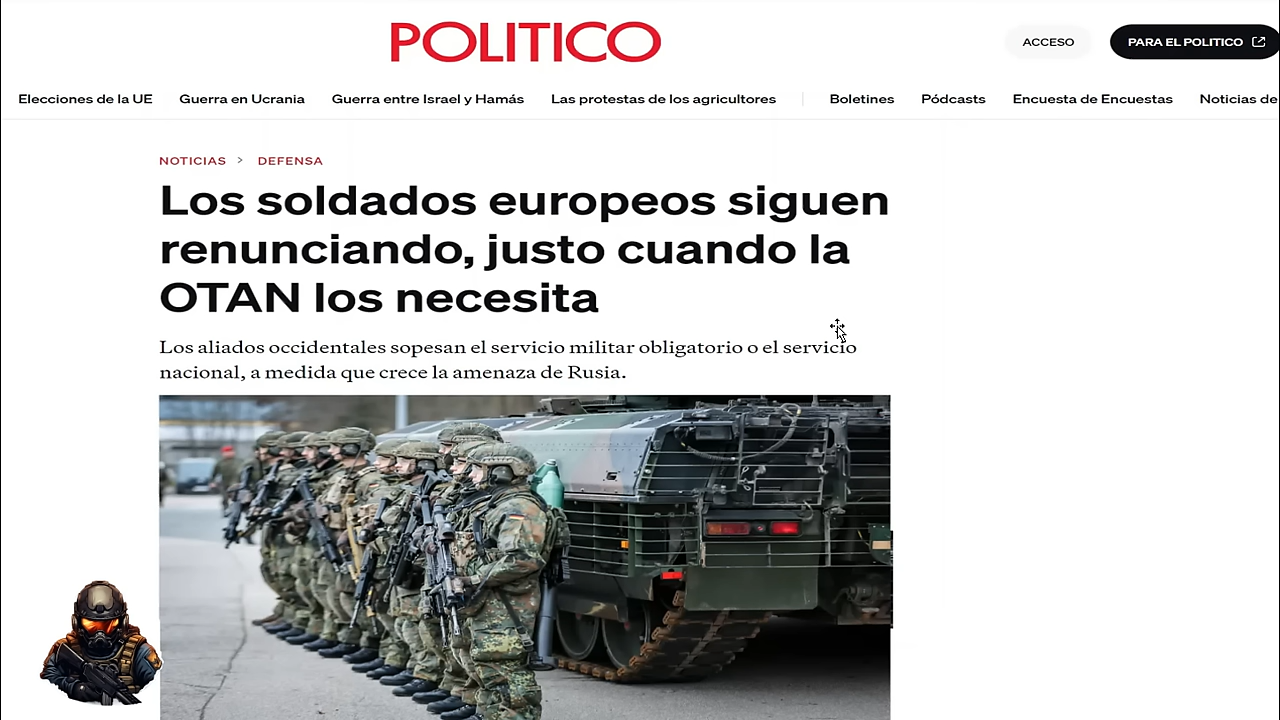 POLITICO
ACCESO
PARA EL POLITICO
Elecciones de la UE
Guerra en Ucrania
Guerra entre Israel y Hamás
Las protestas de los agricultores
Boletines
Pódcasts
Encuesta de Encuestas
Noticias de
NOTICIAS > DEFENSA
Los soldados europeos siguen
renunciando, justo cuando la
OTAN los necesita
Los aliados occidentales sopesan el servicio militar obligatorio o el servicio
nacional, a medida que crece la amenaza de Rusia.